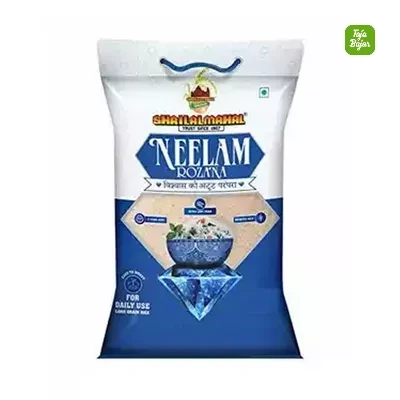 Taja
Bajar
SHRILALMAHAL
TRUST SINCE 1907
NEELAM
ROZANA
विश्वास की अटूट परंपरा
FOR
DAILY USE
LONG GRAIN RICE